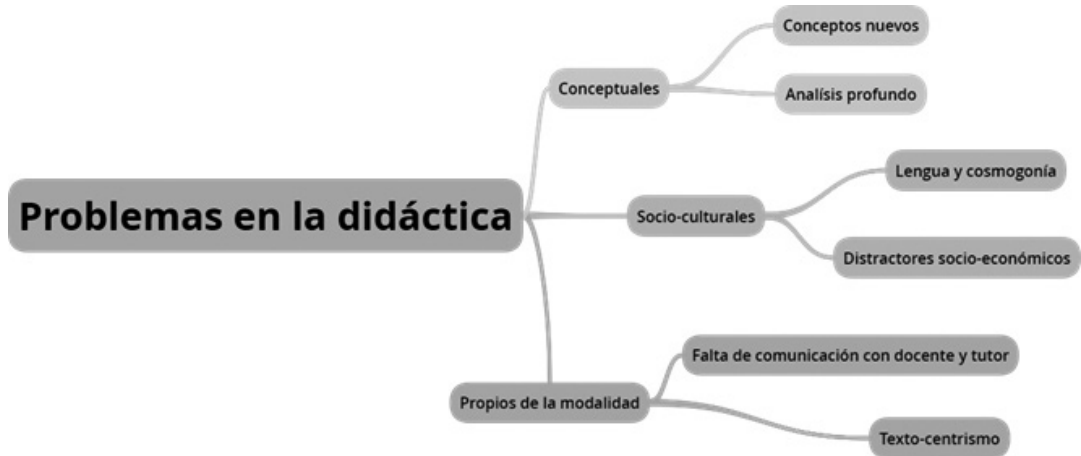 Problemas en la didáctica
Conceptuales
Conceptos nuevos
Analísis profundo
Socio-culturales
Lengua y cosmogonía
Distractores socio-económicos
Propios de la modalidad
Falta de comunicación con docente y tutor
Texto-centrismo